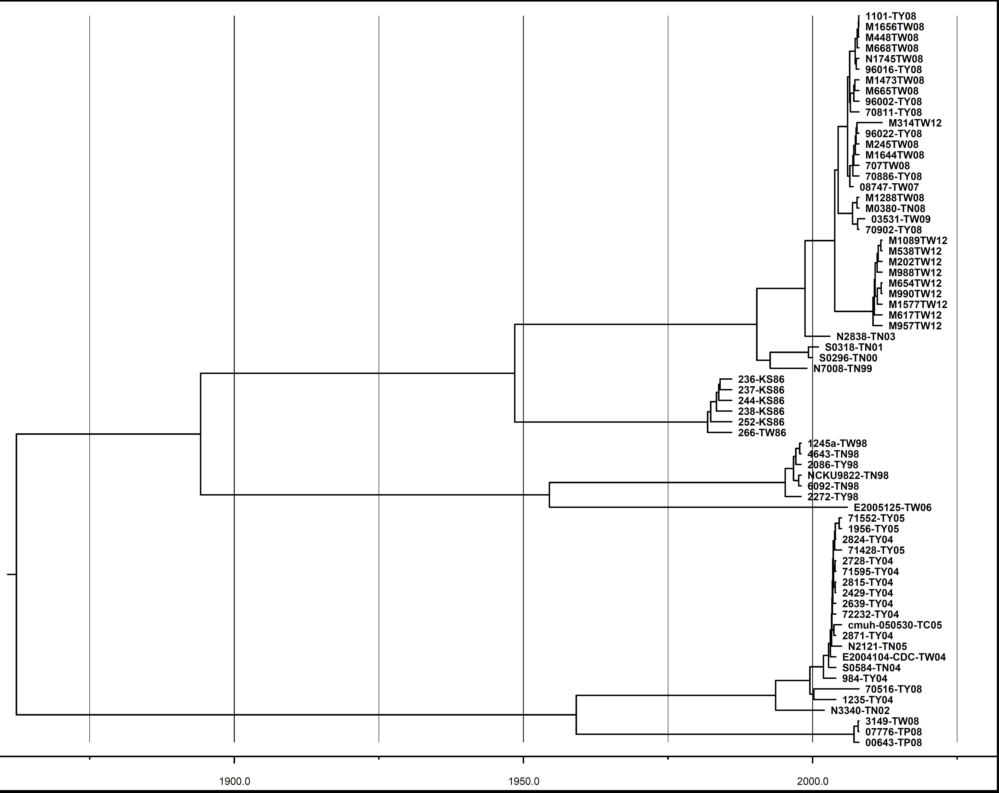 1101-TY08
M1656TW08
M448TW08
M668TW08
N1745TW08
96016-TY08
M1473TW08
M665TW08
96002-TY08
70811-TY08
M314TW12
96022-TY08
M245TW08
M1644TW08
707TW08
70886-TY08
08747-TW07
M1288TW08
M0380-TN08
03531-TW09
70902-TY08
M1089TW12
M538TW12
M202TW12
M988TW12
M654TW12
M990TW12
M1577TW12
M617TW12
M957TW12
N2838-TN03
S0318-TN01
S0296-TN00
N7008-TN99
236-KS86
237-KS86
244-KS86
238-KS86
252-KS86
266-TW86
1245a-TW98
4643-TN98
2086-TY98
NCKU9822-TN98
6092-TN98
2272-TY98
E2005125-TW06
71552-TY05
1956-TY05
2824-TY04
71428-TY05
2728-TY04
71595-TY04
2815-TY04
2429-TY04
2639-TY04
72232-TY04
cmuh-050530-TC05
2871-TY04
N2121-TN05
E2004104-CDC-TW04
S0584-TN04
984-TY04
70516-TY08
1235-TY04
N3340-TN02
3149-TW08
07776-TP08
00643-TP08
1900.0 1950.0 2000.0